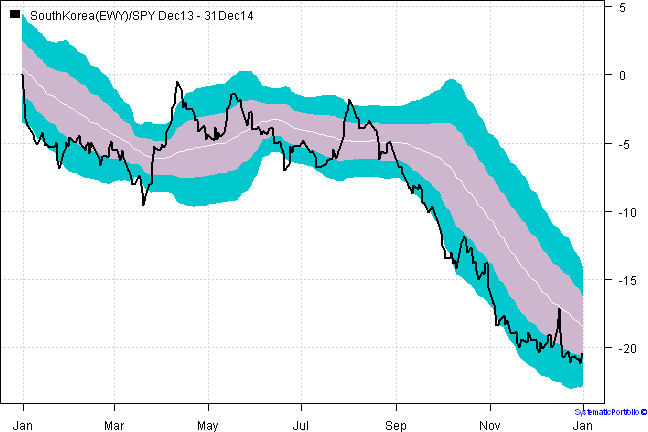 SouthKorea(EWY)/SPY Dec13 - 31Dec14
5
0
-5
-10
-15
-20
Jan Mar May Jul Sep Nov Jan
SystematicPortfolio ©